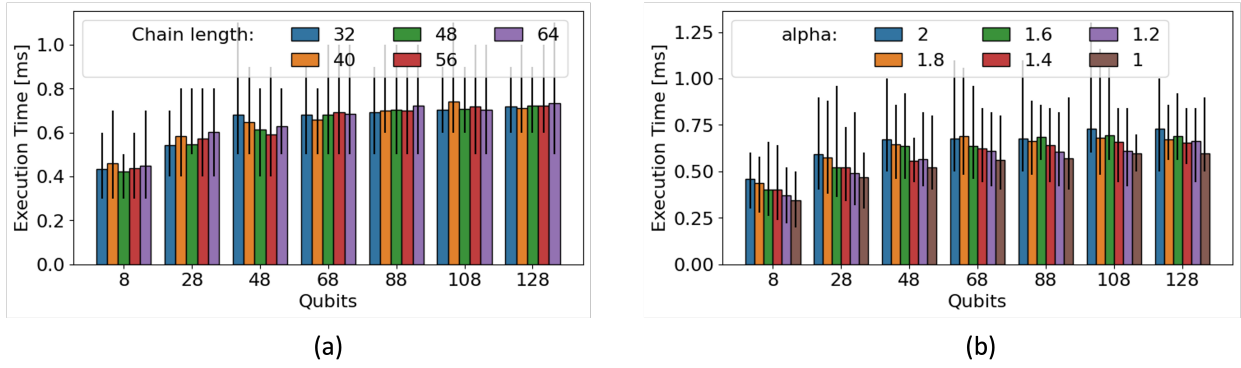 Chain length: 32 48 64
40 56
Execution Time [ms]
1.0
0.8
0.6
0.4
0.2
0.0
8 28 48 68 88 108 128
Qubits
(a)
alpha: 2 1.6 1.2
1.8 1.4 1
Execution Time [ms]
1.25
1.00
0.75
0.50
0.25
0.00
8 28 48 68 88 108 128
Qubits
(b)